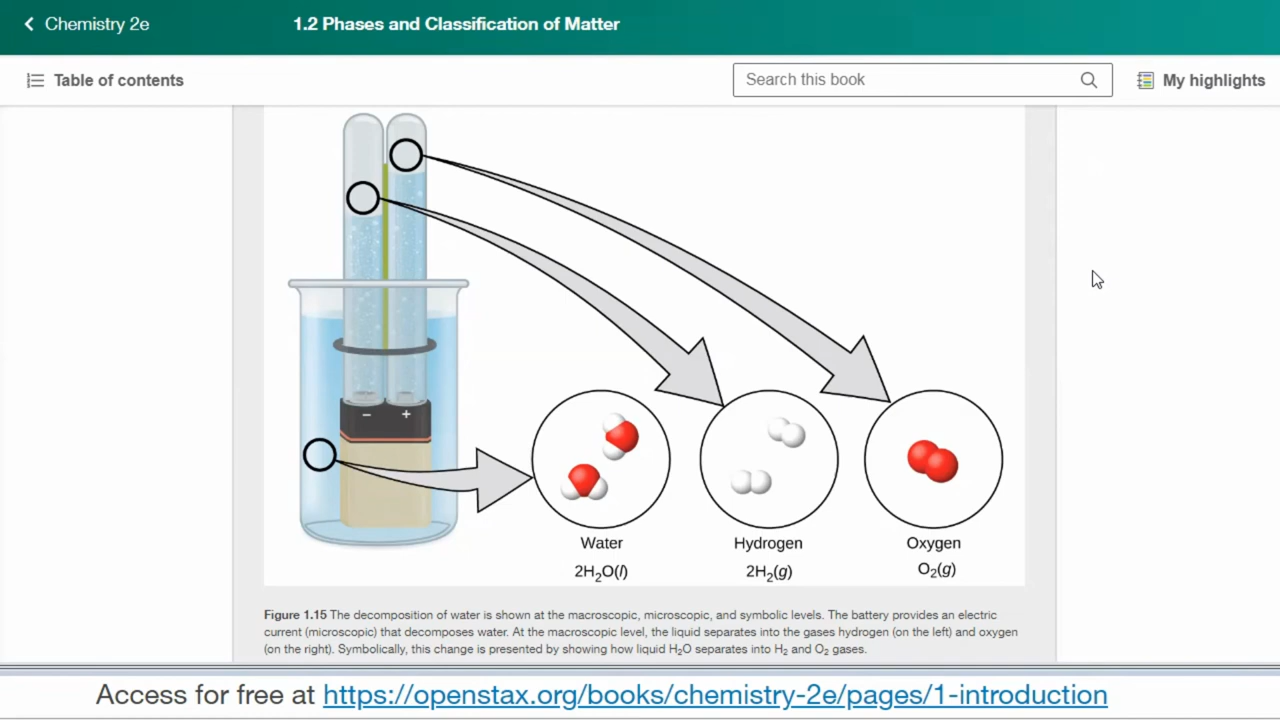 Chemistry 2e
1.2 Phases and Classification of Matter
Table of contents
Search this book
My highlights
− +
Water
2H₂O(l)
Hydrogen
2H₂(g)
Oxygen
O₂(g)
Figure 1.15 The decomposition of water is shown at the macroscopic, microscopic, and symbolic levels. The battery provides an electric
current (microscopic) that decomposes water. At the macroscopic level, the liquid separates into the gases hydrogen (on the left) and oxygen
(on the right). Symbolically, this change is presented by showing how liquid H₂O separates into H₂ and O₂ gases.
Access for free at https://openstax.org/books/chemistry-2e/pages/1-introduction